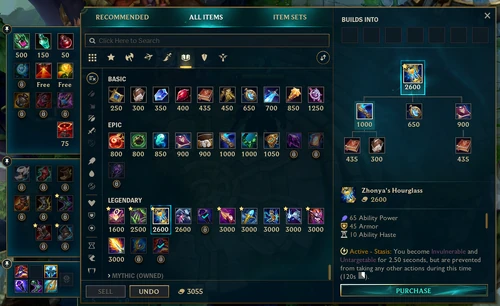 RECOMMENDED ALL ITEMS ITEM SETS
BUILDS INTO
Click Here to Search
500 150 50
Free Free
75
BASIC
250 300 350 400 435 450 650 700 850 1250
EPIC
800 800 850 900 900 1000 1000 1050
LEGENDARY
1600 2500 2600 2600 3000 3000 3000 3000
3000
> MYTHIC (OWNED)
SELL UNDO 3055
2600
1000 650 900
435 300 435
Zhonya's Hourglass
2600
65 Ability Power
45 Armor
10 Ability Haste
Active - Stasis: You become Invulnerable and
Untargetable for 2.50 seconds, but are prevented
from taking any other actions during this time
(120s
PURCHASE